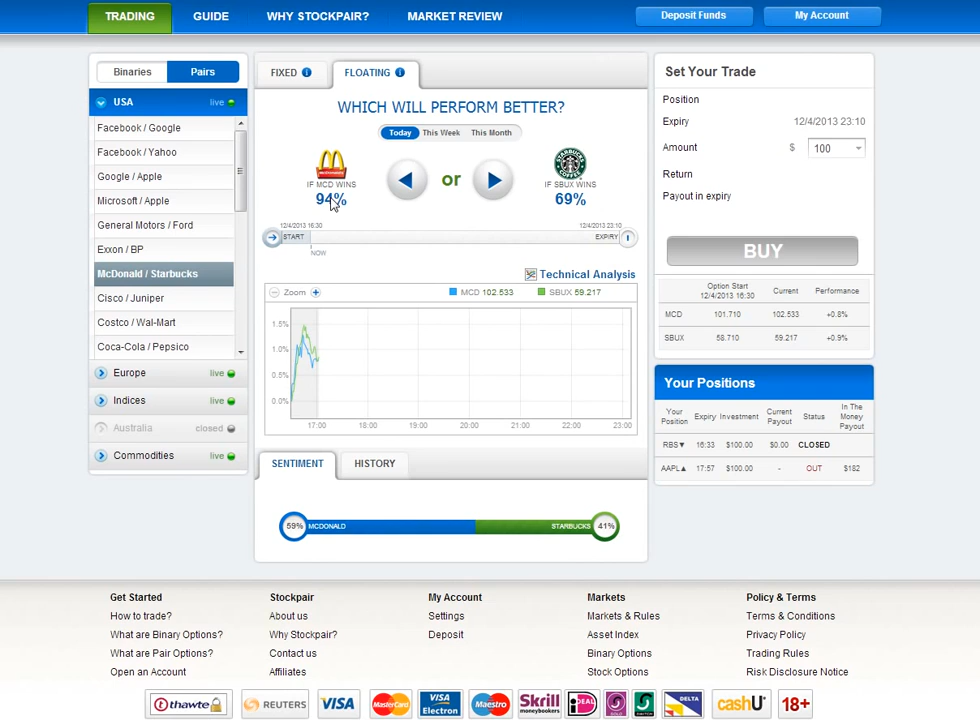 TRADING
GUIDE
WHY STOCKPAIR?
MARKET REVIEW
Deposit Funds
My Account
Binaries
Pairs
USA
live
Facebook / Google
Facebook / Yahoo
Google / Apple
Microsoft / Apple
General Motors / Ford
Exxon / BP
McDonald / Starbucks
Cisco / Juniper
Costco / Wal-Mart
Coca-Cola / Pepsico
Europe
live
Indices
live
Australia
closed
Commodities
live
FIXED
FLOATING
WHICH WILL PERFORM BETTER?
Today
This Week
This Month
McDonald's
IF MCD WINS
94%
or
STARBUCKS COFFEE
IF SBUX WINS
69%
12/4/2013 16:30
12/4/2013 23:10
START
EXPIRY
NOW
Technical Analysis
Zoom
MCD 102.533
SBUX 59.217
1.5%
1.0%
0.5%
0.0%
17:00 18:00 19:00 20:00 21:00 22:00 23:00
SENTIMENT
HISTORY
59% MCDONALD
STARBUCKS 41%
Set Your Trade
Position
Expiry 12/4/2013 23:10
Amount $ 100
Return
Payout in expiry
BUY
Option Start
12/4/2013 16:30
Current
Performance
MCD 101.710 102.533 +0.8%
SBUX 58.710 59.217 +0.9%
Your Positions
Your Position
Expiry
Investment
Current Payout
Status
In The Money Payout
RBS▼ 16:33 $100.00 $0.00 CLOSED
AAPL▲ 17:57 $100.00 - OUT $182
Get Started
How to trade?
What are Binary Options?
What are Pair Options?
Open an Account
Stockpair
About us
Why Stockpair?
Contact us
Affiliates
My Account
Settings
Deposit
Markets
Markets & Rules
Asset Index
Binary Options
Stock Options
Policy & Terms
Terms & Conditions
Privacy Policy
Trading Rules
Risk Disclosure Notice
thawte
REUTERS
VISA
MasterCard
VISA Electron
Maestro
Skrill moneybookers
iDEAL
DELTA
cashU
18+